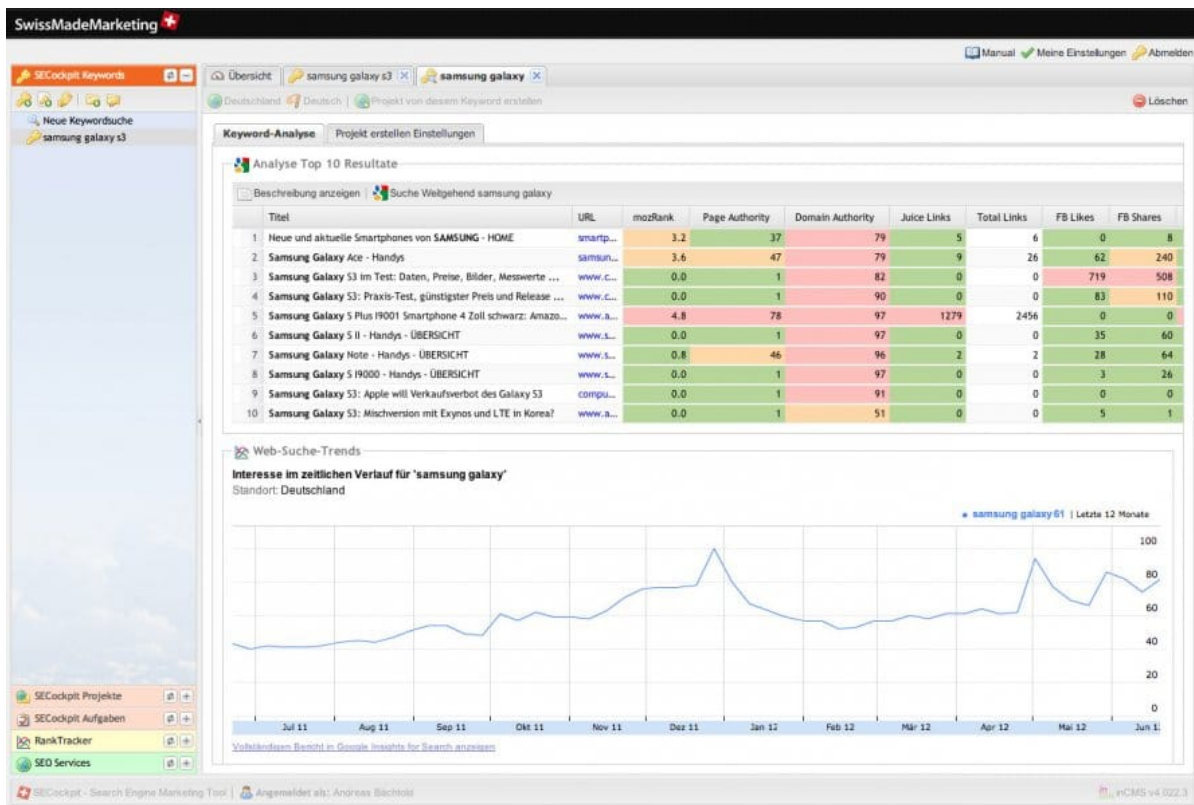 SwissMadeMarketing
Manual Meine Einstellungen Abmelden
SECockpit Keywords
Übersicht samsung galaxy s3 samsung galaxy
Deutschland Deutsch | Projekt von diesem Keyword erstellen
Löschen
Neue Keywordsuche
samsung galaxy s3
Keyword-Analyse Projekt erstellen Einstellungen
Analyse Top 10 Resultate
Beschreibung anzeigen | Suche Weitgehend samsung galaxy
Titel URL mozRank Page Authority Domain Authority Juice Links Total Links FB Likes FB Shares
1 Neue und aktuelle Smartphones von SAMSUNG - HOME smartp... 3.2 37 79 5 6 0 8
2 Samsung Galaxy Ace - Handys samsun... 3.6 47 79 9 26 62 240
3 Samsung Galaxy S3 im Test: Daten, Preise, Bilder, Messwerte ... www.c... 0.0 1 82 0 0 719 508
4 Samsung Galaxy S3: Praxis-Test, günstigster Preis und Release ... www.c... 0.0 1 90 0 0 83 110
5 Samsung Galaxy S Plus I9001 Smartphone 4 Zoll schwarz: Amazo... www.a... 4.8 78 97 1279 2456 0 0
6 Samsung Galaxy S II - Handys - ÜBERSICHT www.s... 0.0 1 97 0 0 35 60
7 Samsung Galaxy Note - Handys - ÜBERSICHT www.s... 0.8 46 96 2 2 28 64
8 Samsung Galaxy S I9000 - Handys - ÜBERSICHT www.s... 0.0 1 97 0 0 3 26
9 Samsung Galaxy S3: Apple will Verkaufsverbot des Galaxy S3 compu... 0.0 1 91 0 0 0 0
10 Samsung Galaxy S3: Mischversion mit Exynos und LTE in Korea? www.a... 0.0 1 51 0 0 5 1
Web-Suche-Trends
Interesse im zeitlichen Verlauf für 'samsung galaxy'
Standort: Deutschland
samsung galaxy 61 | Letzte 12 Monate
100
80
60
40
20
0
Jul 11 Aug 11 Sep 11 Okt 11 Nov 11 Dez 11 Jan 12 Feb 12 Mär 12 Apr 12 Mai 12 Jun 1
Vollständigen Bericht in Google Insights for Search anzeigen
SECockpit Projekte
SECockpit Aufgaben
RankTracker
SEO Services
SECockpit - Search Engine Marketing Tool | Angemeldet als: Andreas Bächtold
inCMS v4.022.3